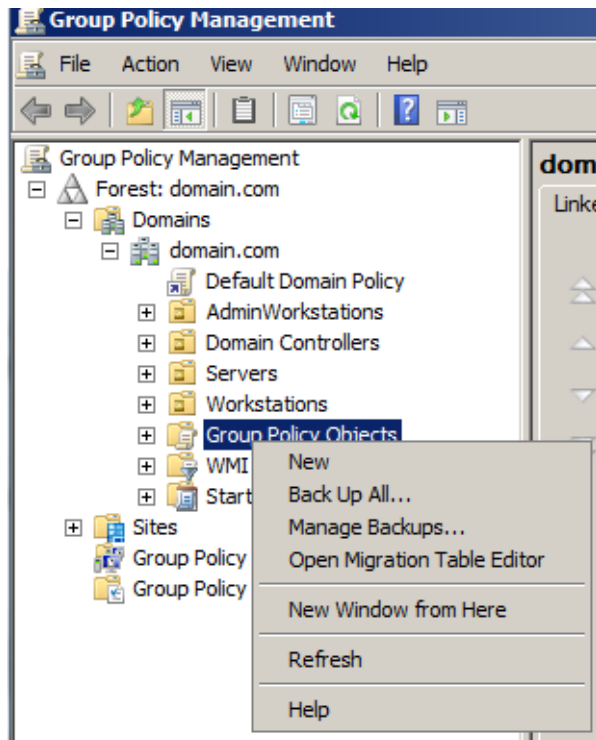 Group Policy Management
File Action View Window Help
Group Policy Management
Forest: domain.com
Domains
domain.com
Default Domain Policy
AdminWorkstations
Domain Controllers
Servers
Workstations
Group Policy Objects
WMI
Start
Sites
Group Policy
Group Policy
New
Back Up All...
Manage Backups...
Open Migration Table Editor
New Window from Here
Refresh
Help